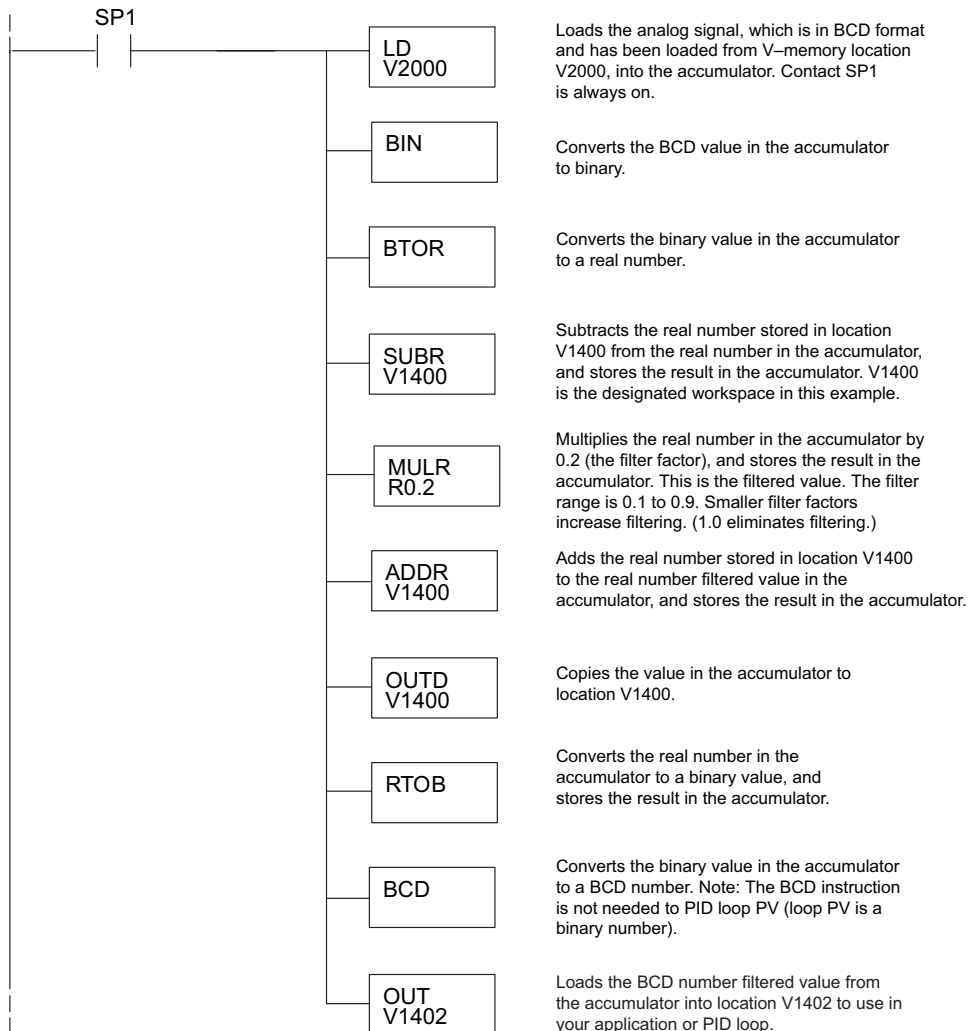 SP1
LD
V2000
Loads the analog signal, which is in BCD format
and has been loaded from V–memory location
V2000, into the accumulator. Contact SP1
is always on.
BIN
Converts the BCD value in the accumulator
to binary.
BTOR
Converts the binary value in the accumulator
to a real number.
SUBR
V1400
Subtracts the real number stored in location
V1400 from the real number in the accumulator,
and stores the result in the accumulator. V1400
is the designated workspace in this example.
MULR
R0.2
Multiplies the real number in the accumulator by
0.2 (the filter factor), and stores the result in the
accumulator. This is the filtered value. The filter
range is 0.1 to 0.9. Smaller filter factors
increase filtering. (1.0 eliminates filtering.)
ADDR
V1400
Adds the real number stored in location V1400
to the real number filtered value in the
accumulator, and stores the result in the accumulator.
OUTD
V1400
Copies the value in the accumulator to
location V1400.
RTOB
Converts the real number in the
accumulator to a binary value, and
stores the result in the accumulator.
BCD
Converts the binary value in the accumulator
to a BCD number. Note: The BCD instruction
is not needed to PID loop PV (loop PV is a
binary number).
OUT
V1402
Loads the BCD number filtered value from
the accumulator into location V1402 to use in
your application or PID loop.